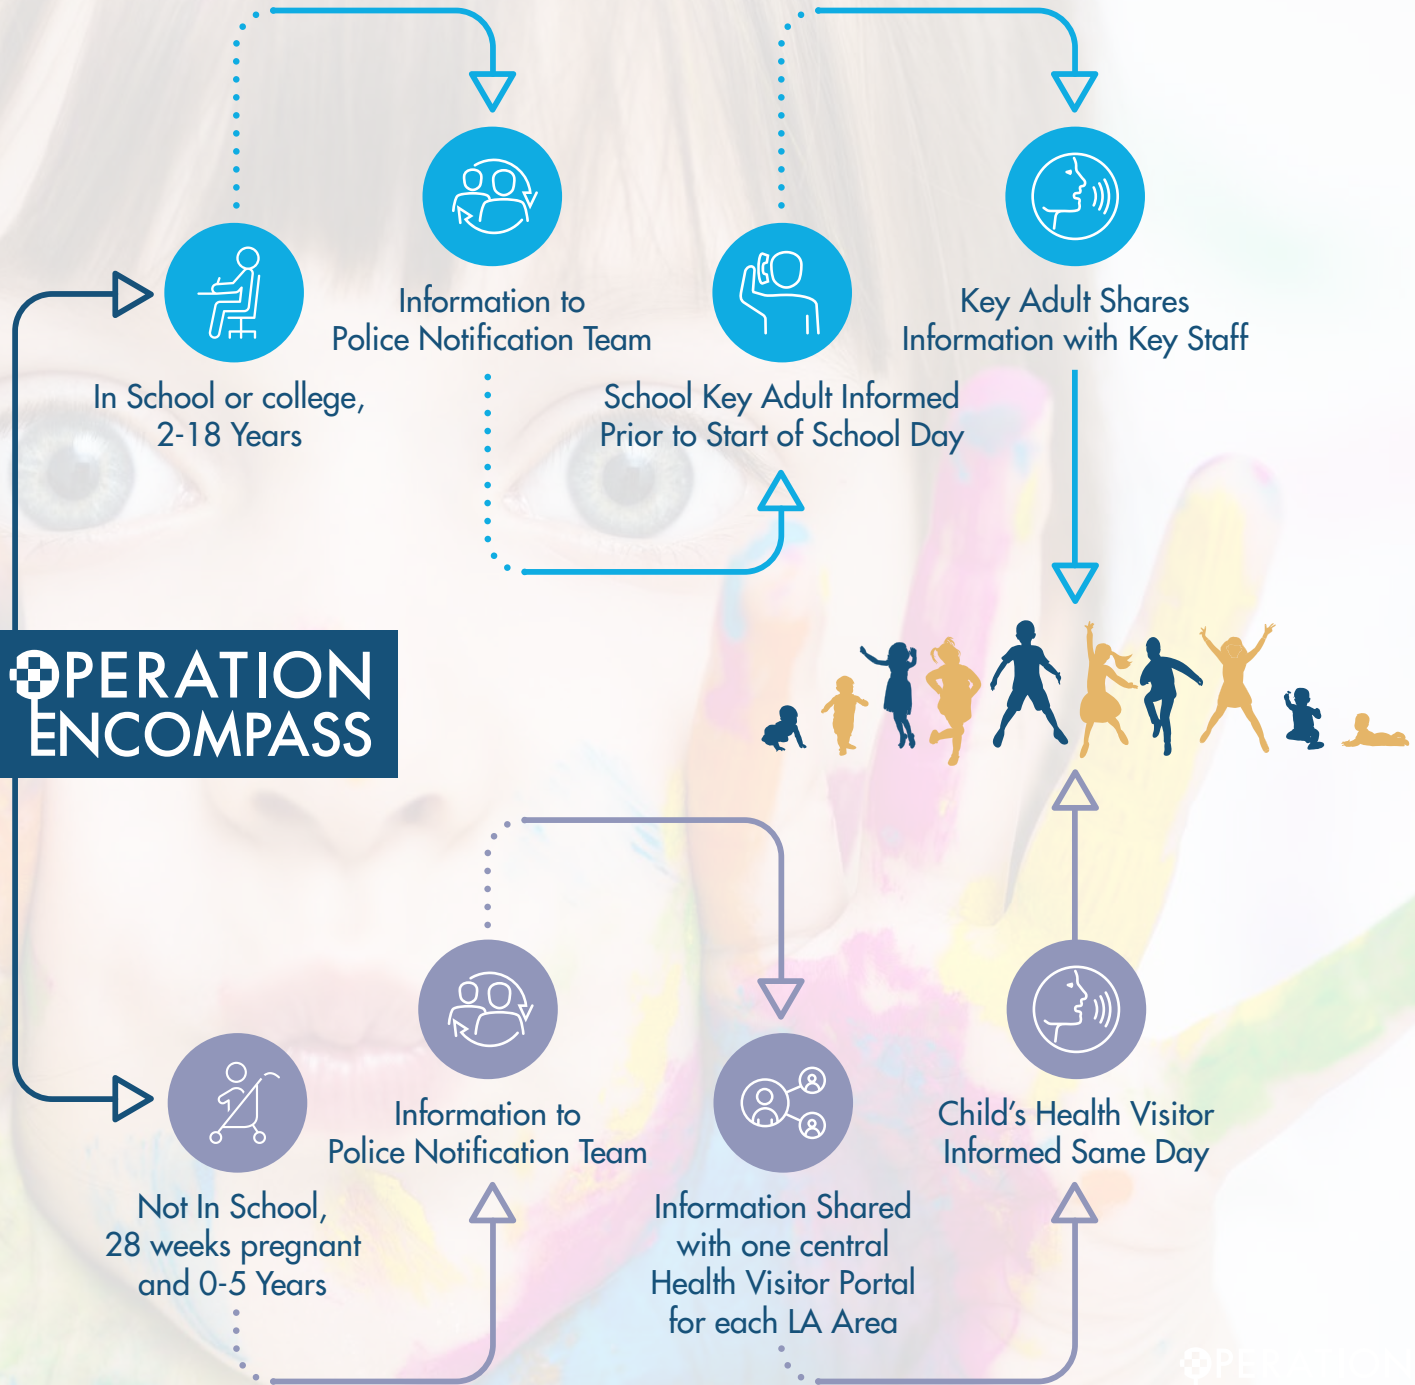 Information to
Police Notification Team
Key Adult Shares
Information with Key Staff
In School or college,
2-18 Years
School Key Adult Informed
Prior to Start of School Day
OPERATION
ENCOMPASS
Information to
Police Notification Team
Child's Health Visitor
Informed Same Day
Not In School,
28 weeks pregnant
and 0-5 Years
Information Shared
with one central
Health Visitor Portal
for each LA Area
OPERATION